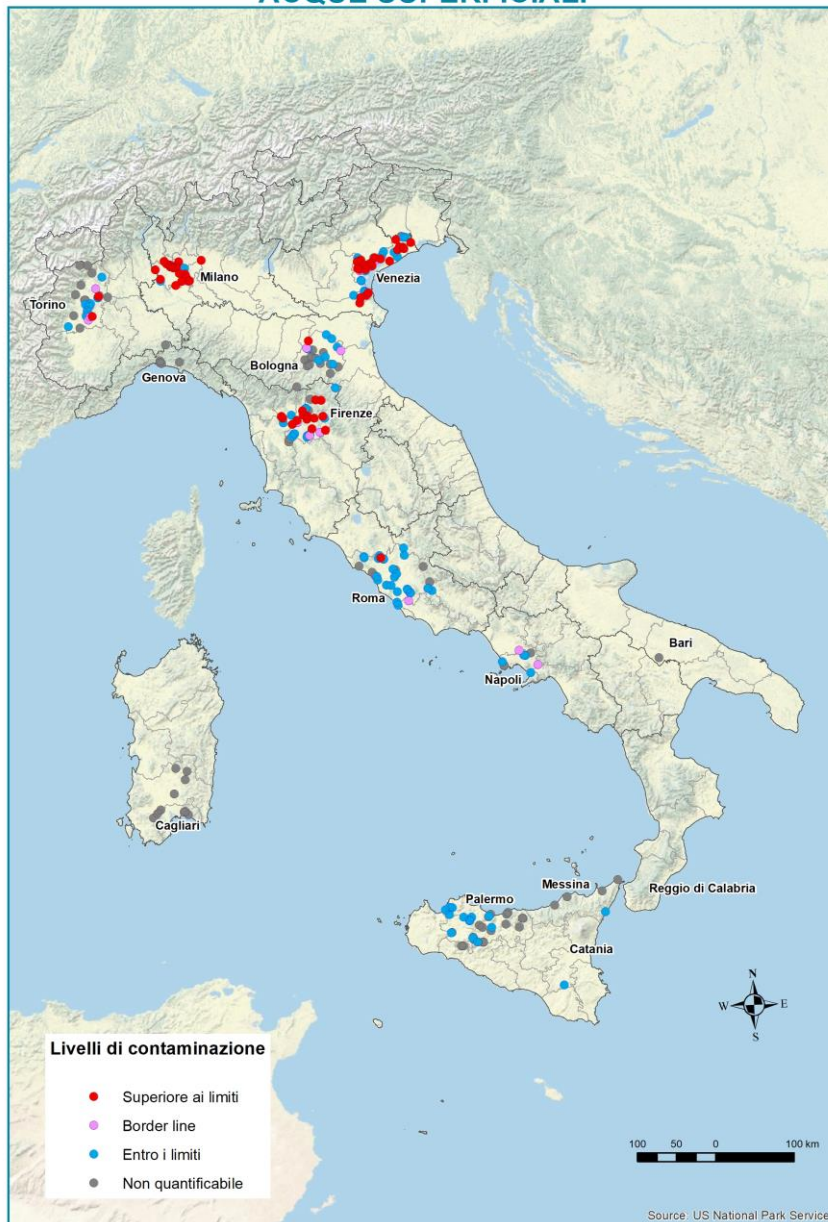 ACQUE SUPERFICIALI
Milano
Venezia
Torino
Bologna
Genova
Firenze
Roma
Bari
Napoli
Cagliari
Messina
Palermo
Reggio di Calabria
Catania
N
W E
S
Livelli di contaminazione
Superiore ai limiti
Border line
Entro i limiti
Non quantificabile
100 50 0 100 km
Source: US National Park Service